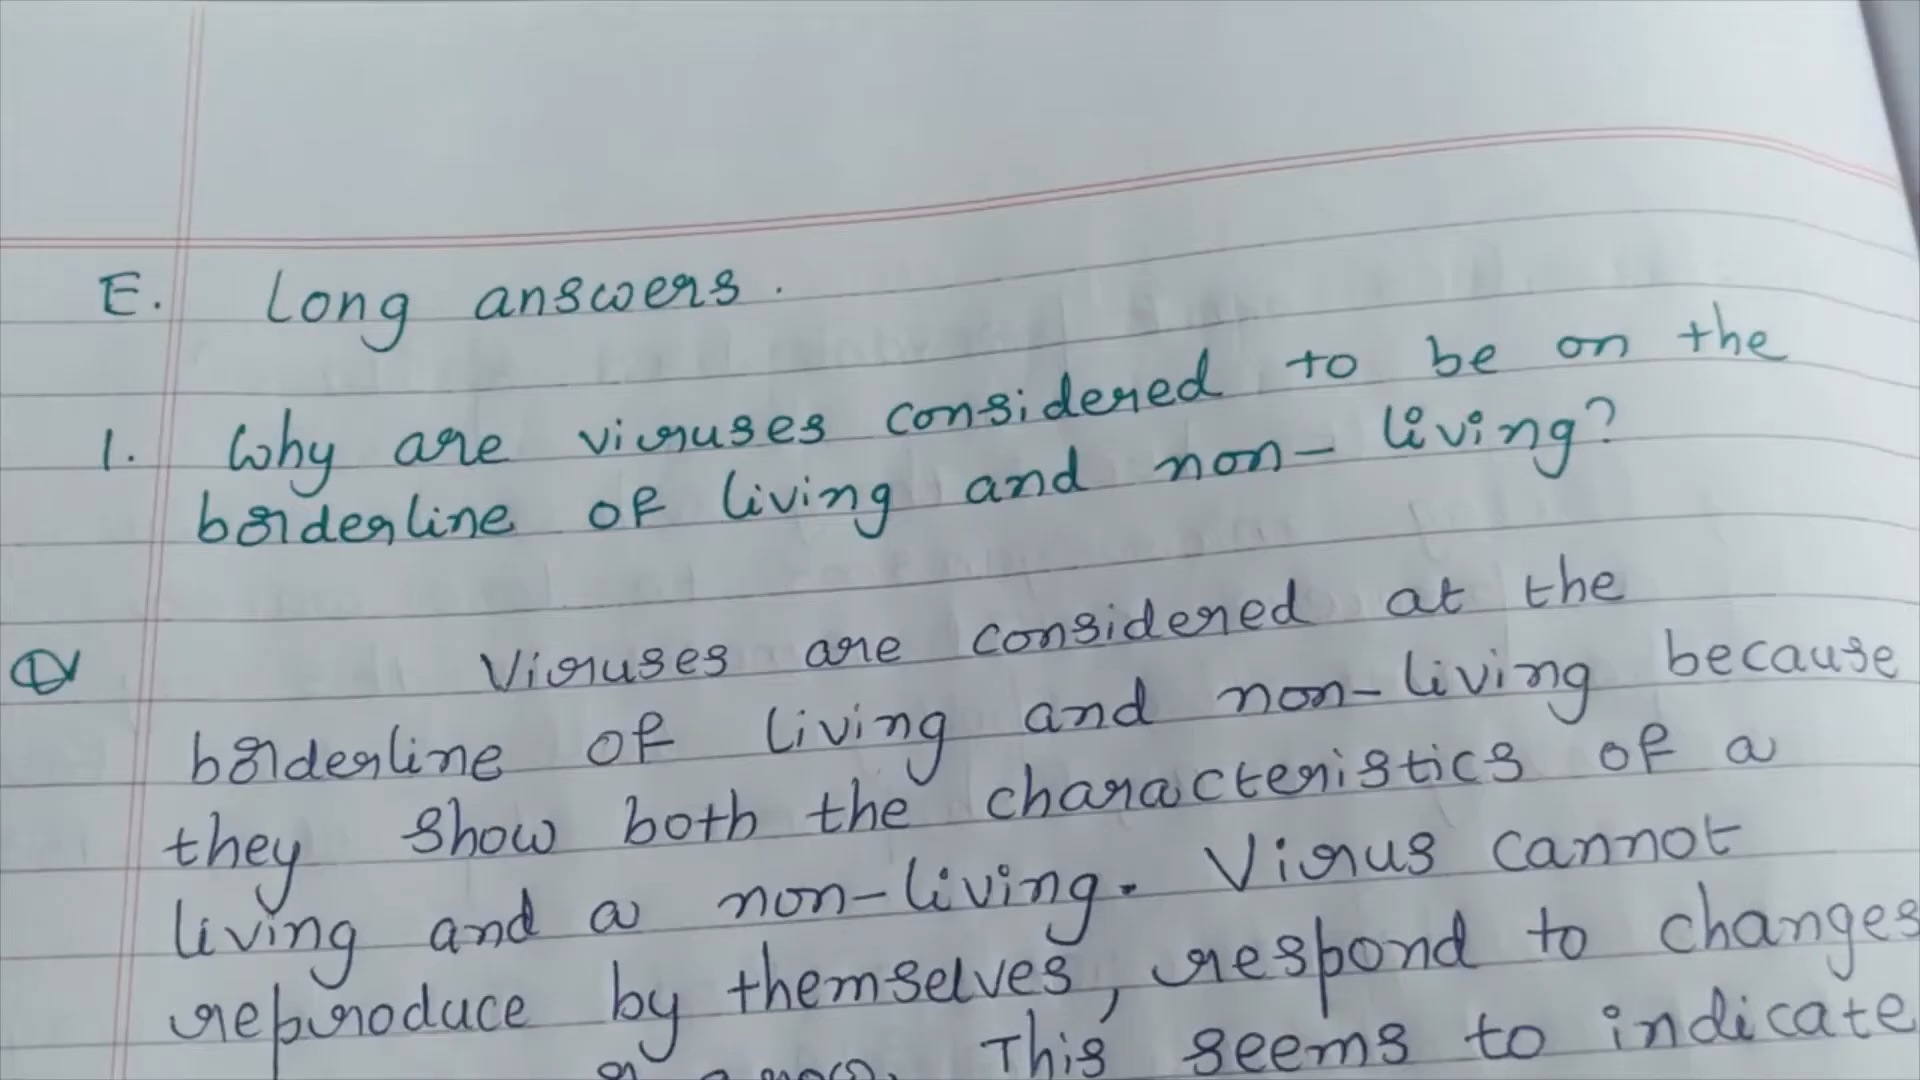 E. Long answers.
1. Why are viruses considered to be on the
borderline of living and non-living?
Viruses are considered at the
borderline of living and non-living because
they show both the characteristics of a
living and a non-living. Virus cannot
reproduce by themselves, respond to changes
This seems to indicate